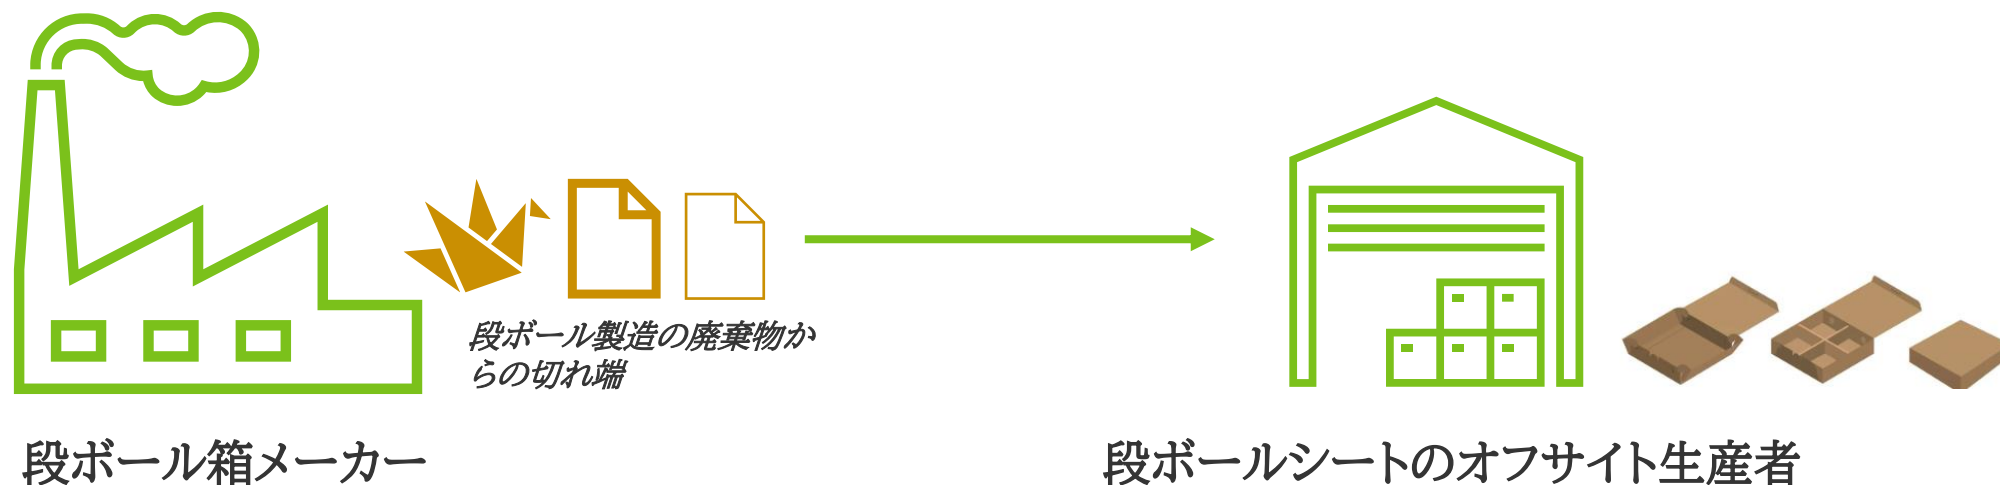 段ボール製造の廃棄物か
らの切れ端
段ボール箱メーカー
段ボールシートのオフサイト生産者